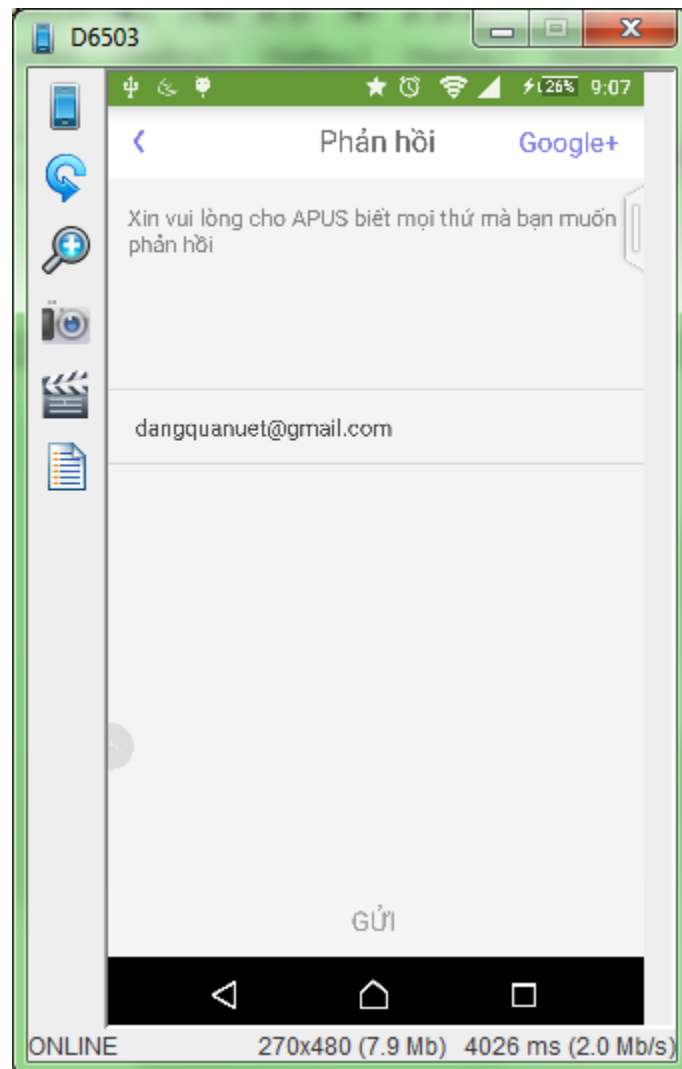 D6503
26% 9:07
Phản hồi Google+
Xin vui lòng cho APUS biết mọi thứ mà bạn muốn
phản hồi
dangquanuet@gmail.com
GỬI
ONLINE 270x480 (7.9 Mb) 4026 ms (2.0 Mb/s)